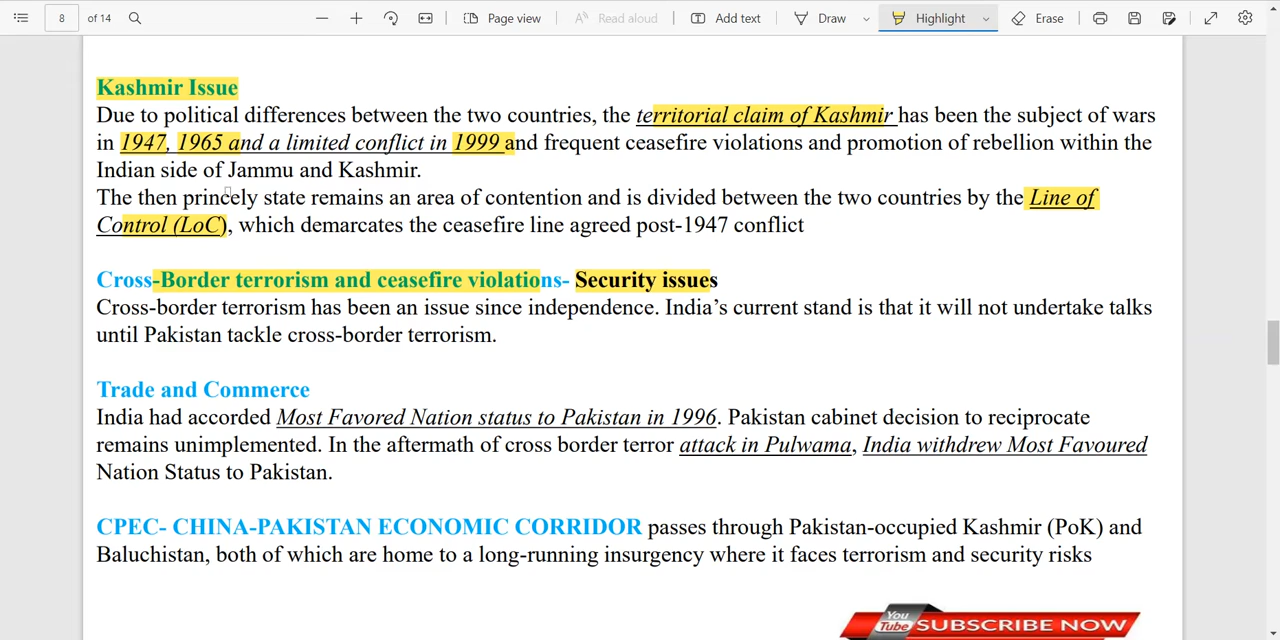 8 of 14 Page view Read aloud Add text Draw Highlight Erase
Kashmir Issue
Due to political differences between the two countries, the territorial claim of Kashmir has been the subject of wars
in 1947, 1965 and a limited conflict in 1999 and frequent ceasefire violations and promotion of rebellion within the
Indian side of Jammu and Kashmir.
The then princely state remains an area of contention and is divided between the two countries by the Line of
Control (LoC), which demarcates the ceasefire line agreed post-1947 conflict
Cross-Border terrorism and ceasefire violations- Security issues
Cross-border terrorism has been an issue since independence. India’s current stand is that it will not undertake talks
until Pakistan tackle cross-border terrorism.
Trade and Commerce
India had accorded Most Favored Nation status to Pakistan in 1996. Pakistan cabinet decision to reciprocate
remains unimplemented. In the aftermath of cross border terror attack in Pulwama, India withdrew Most Favoured
Nation Status to Pakistan.
CPEC- CHINA-PAKISTAN ECONOMIC CORRIDOR passes through Pakistan-occupied Kashmir (PoK) and
Baluchistan, both of which are home to a long-running insurgency where it faces terrorism and security risks
You Tube SUBSCRIBE NOW